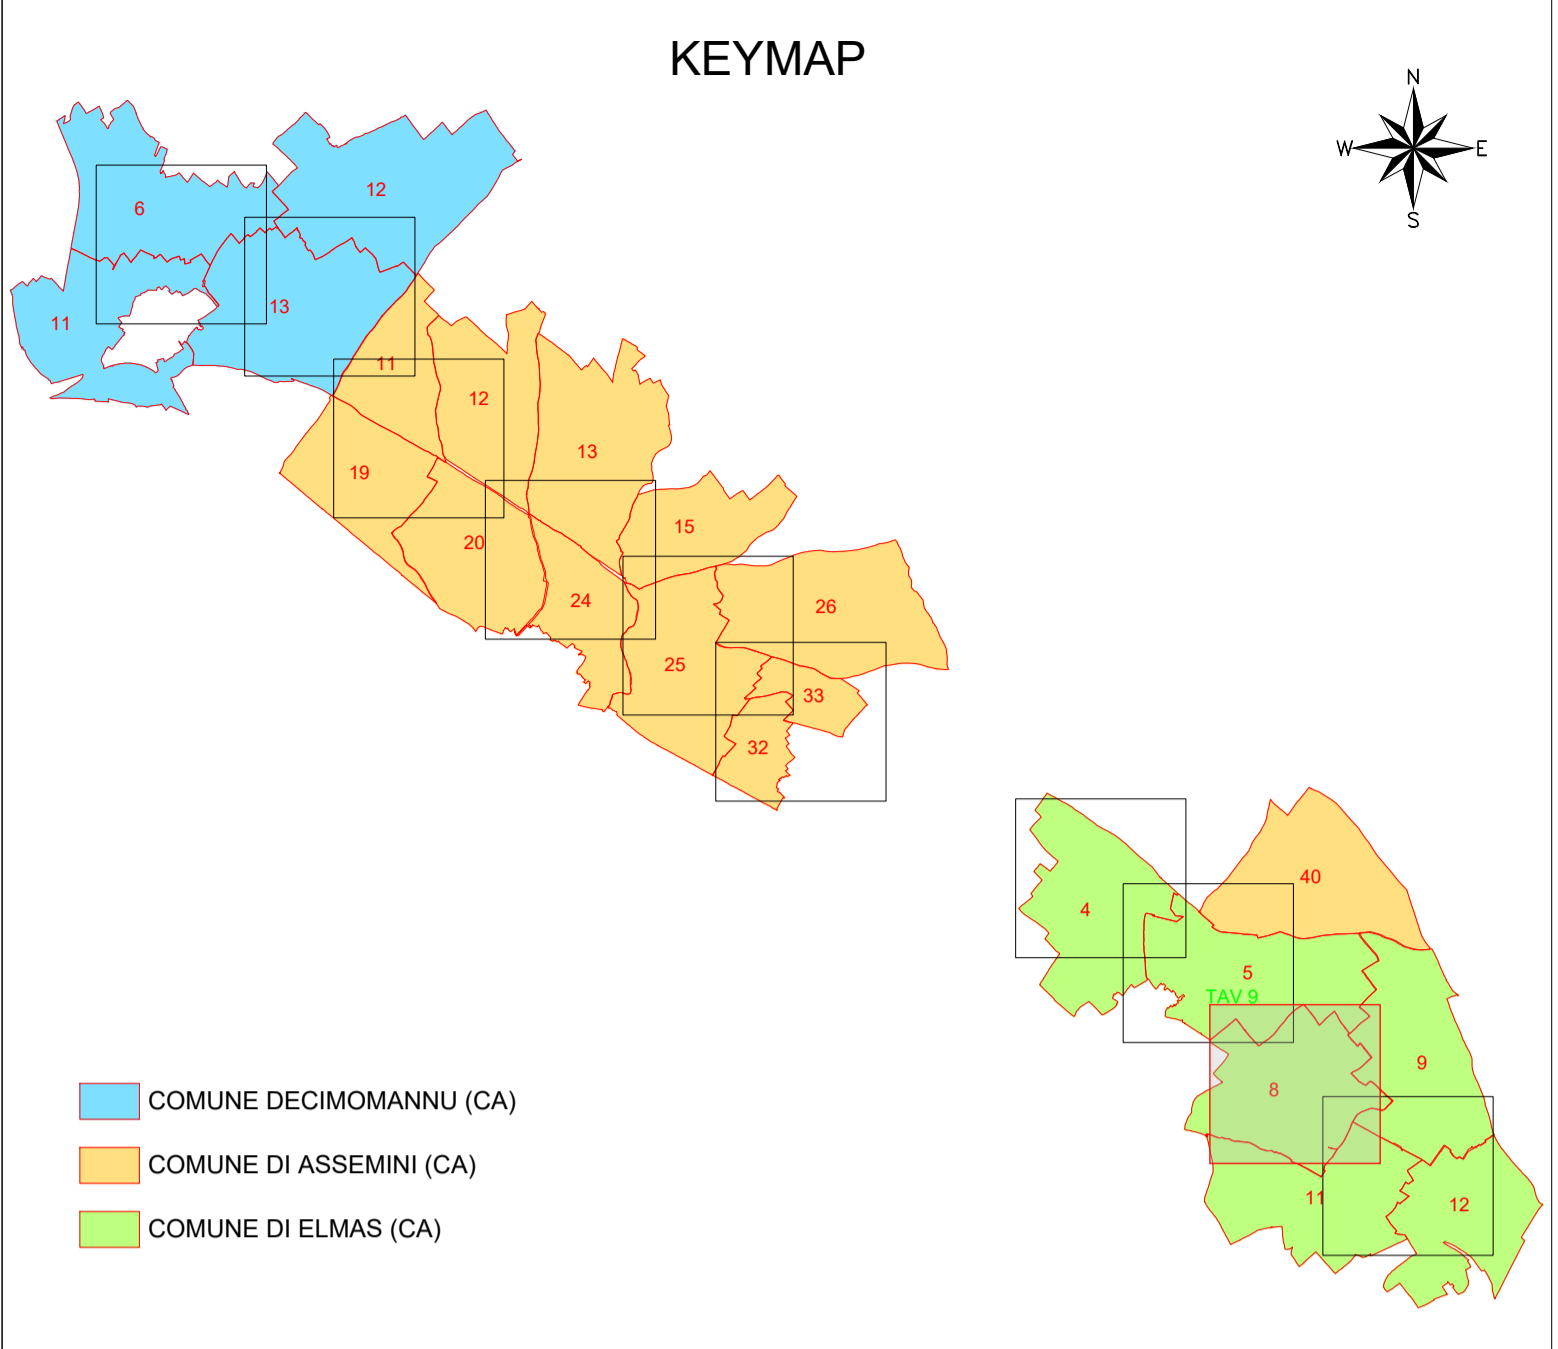 KEYMAP
N
W
E
S
12
6
13
11
11
12
13
19
15
20
24
26
25
33
32
40
4
5
TAV 9
9
8
11
12
COMUNE DECIMOMANNU (CA)
COMUNE DI ASSEMINI (CA)
COMUNE DI ELMAS (CA)